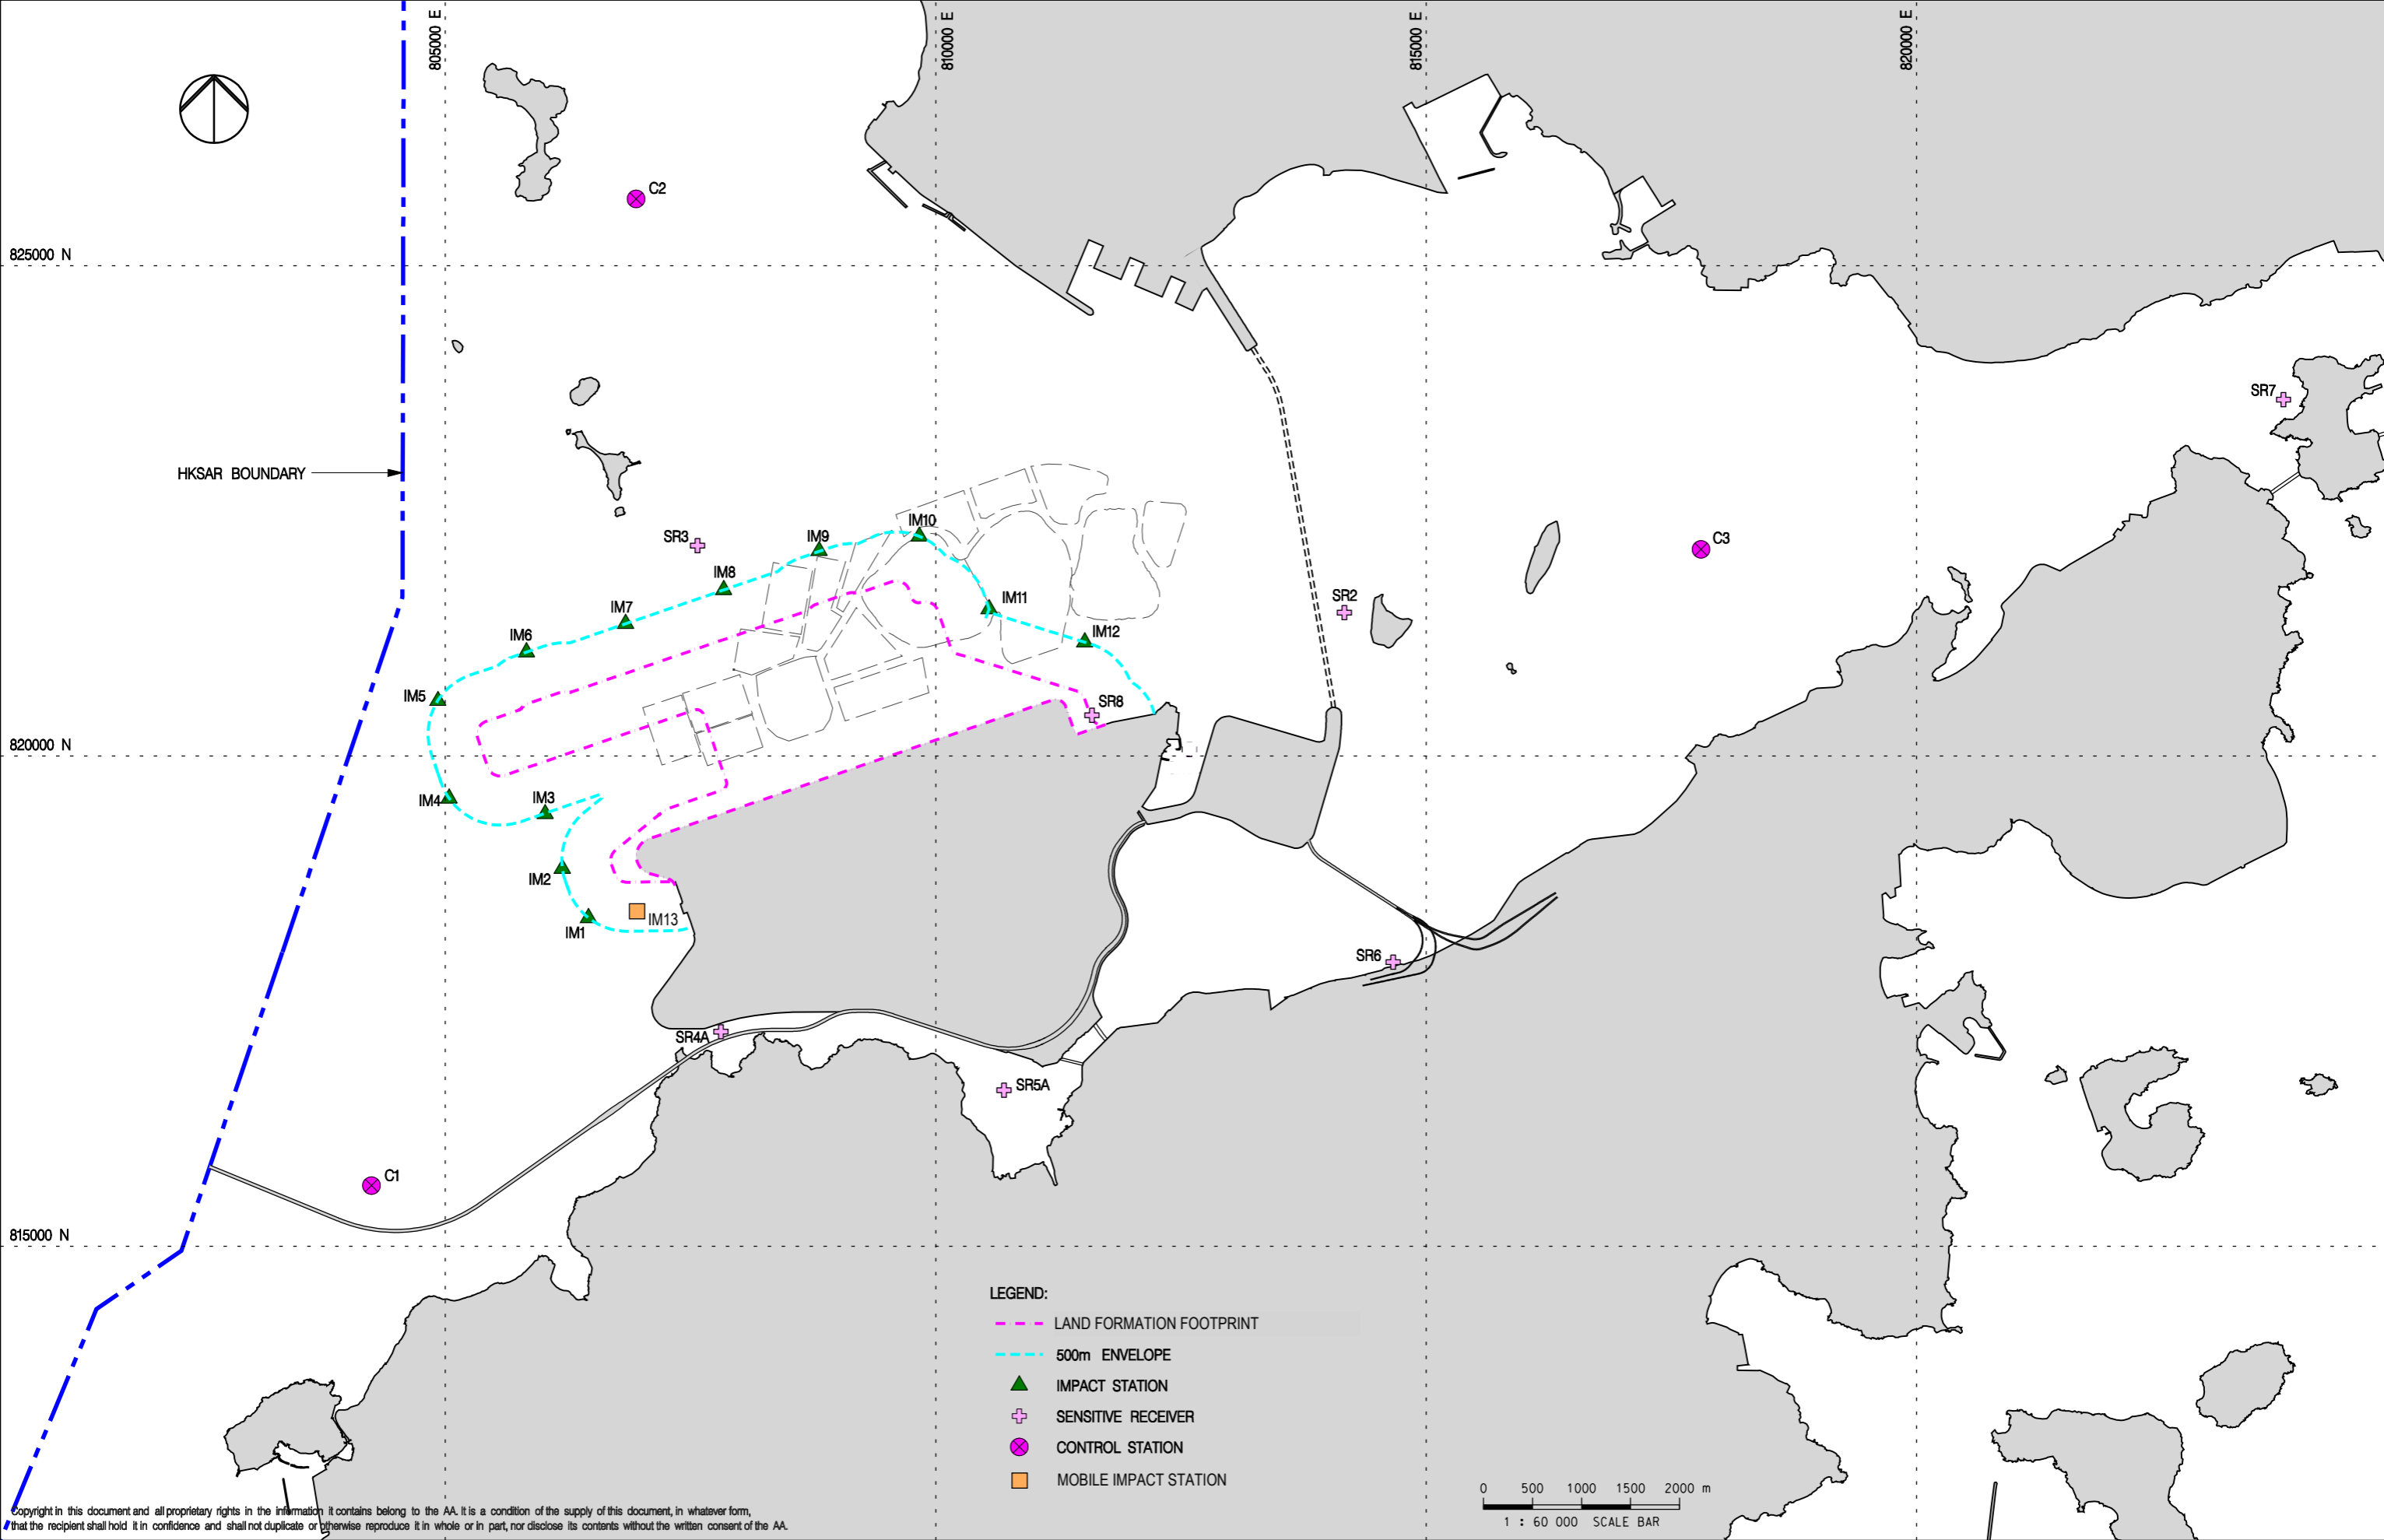 805000 E
810000 E
815000 E
820000 E
C2
825000 N
SR7
HKSAR BOUNDARY
IM10
SR3
IM9
C3
IM8
SR2
IM7
IM11
IM6
IM12
IM5
SR8
820000 N
IM4
IM3
IM2
IM13
IM1
SR6
SR4A
SR5A
C1
815000 N
LEGEND:
LAND FORMATION FOOTPRINT
500m ENVELOPE
IMPACT STATION
SENSITIVE RECEIVER
CONTROL STATION
MOBILE IMPACT STATION
0 500 1000 1500 2000 m
1 : 60 000 SCALE BAR
Copyright in this document and all proprietary rights in the information it contains belong to the AA. It is a condition of the supply of this document, in whatever form,
that the recipient shall hold it in confidence and shall not duplicate or otherwise reproduce it in whole or in part, nor disclose its contents without the written consent of the AA.